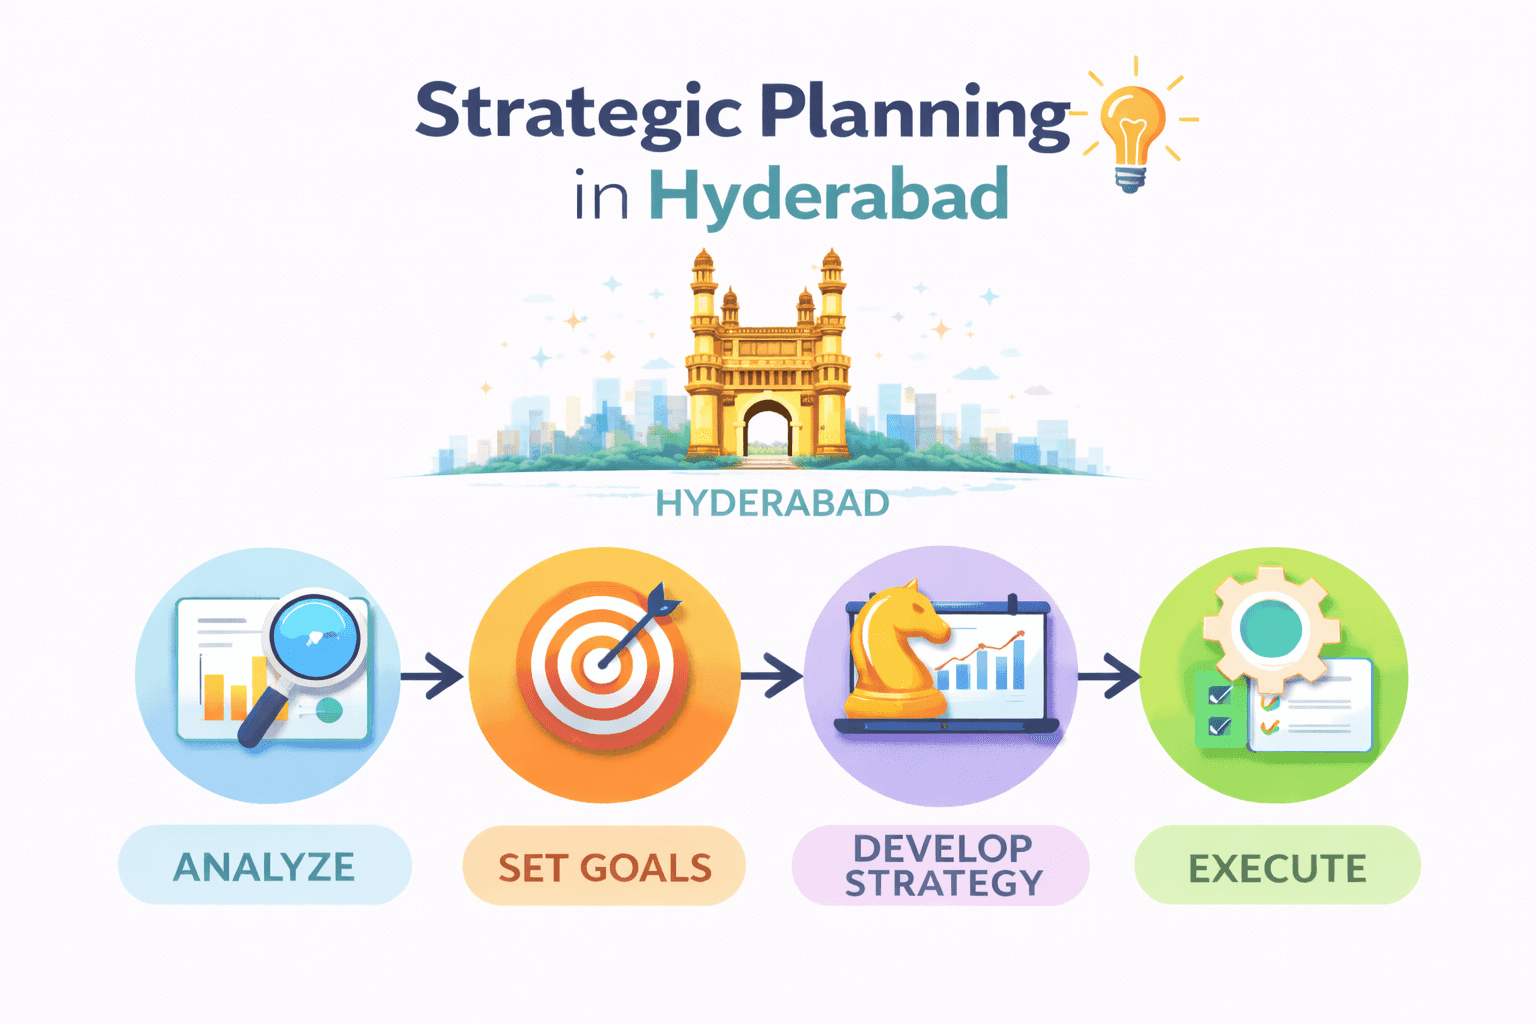 Strategic Planning
in Hyderabad
HYDERABAD
ANALYZE
SET GOALS
DEVELOP
STRATEGY
EXECUTE